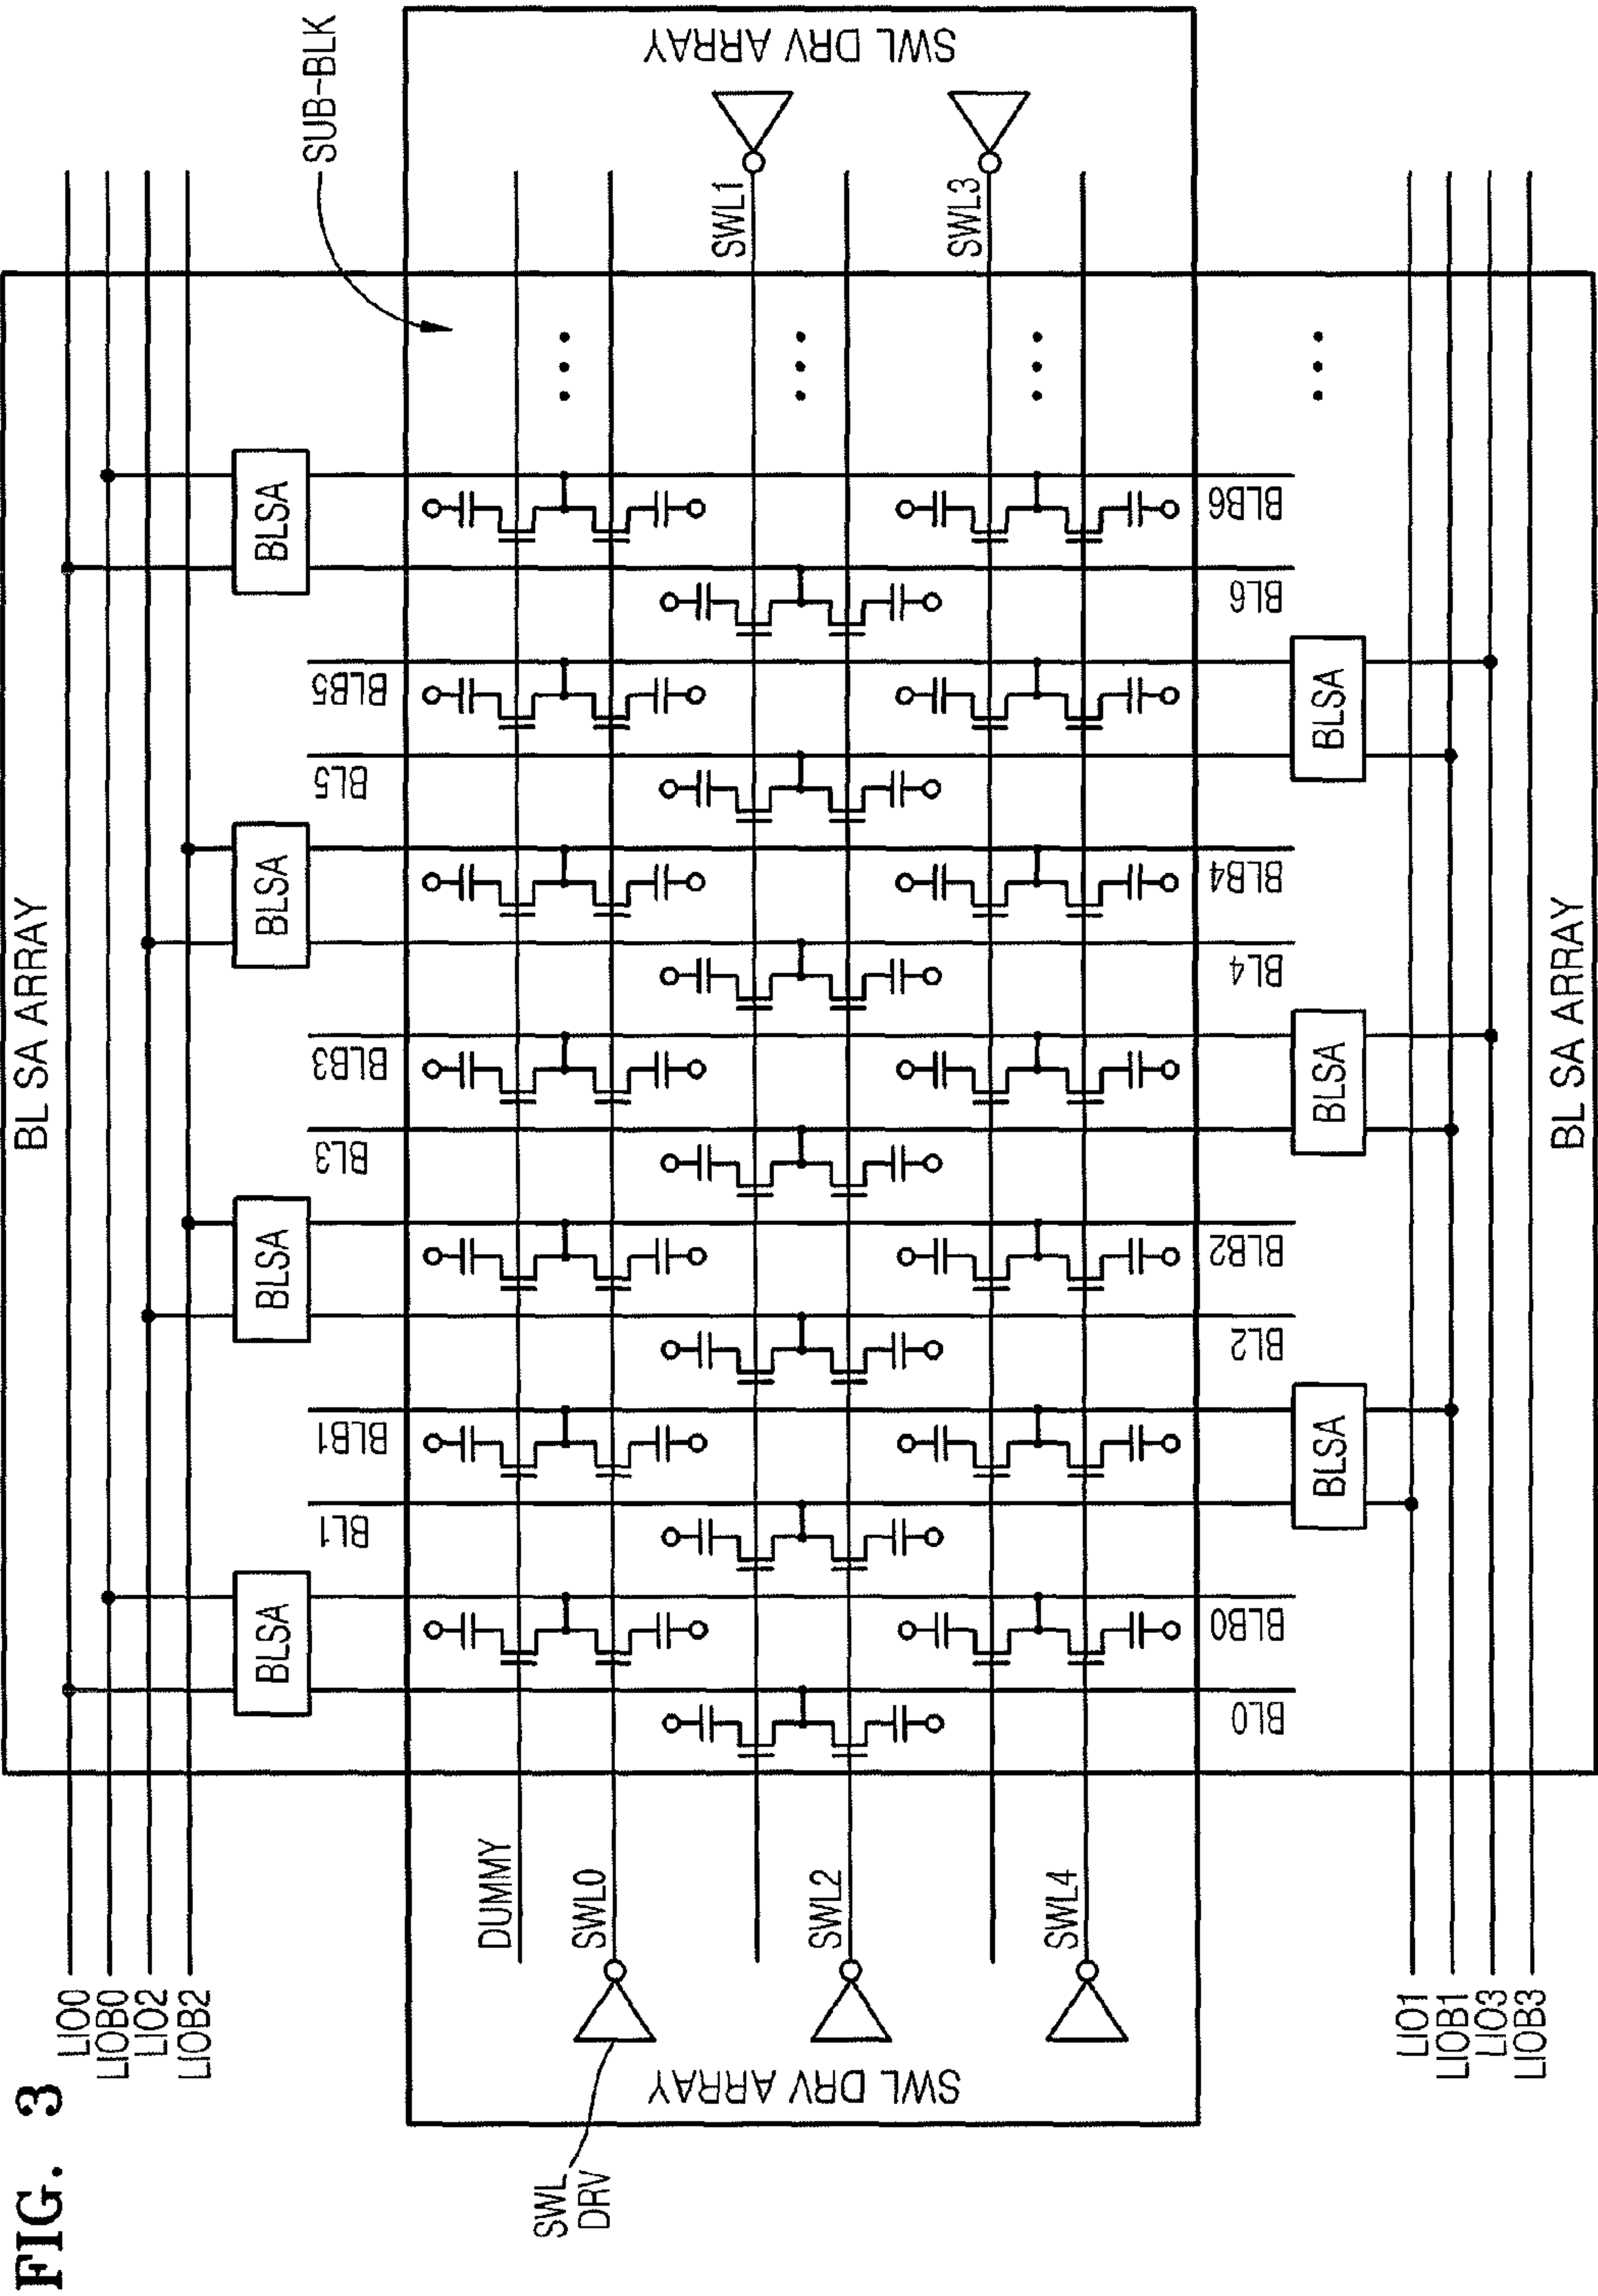 FIG. 3
BL SA ARRAY
LIO0
LIOB0
LIO2
LIOB2
BLSA
BLSA
BLSA
BLSA
SUB-BLK
BL1
BLB1
BL3
BLB3
BL5
BLB5
SWL DRV
SWL DRV ARRAY
DUMMY
SWL0
SWL2
SWL4
SWL1
SWL3
SWL DRV ARRAY
BL0
BLB0
BL2
BLB2
BL4
BLB4
BL6
BLB6
BLSA
BLSA
BLSA
LIO1
LIOB1
LIO3
LIOB3
BL SA ARRAY